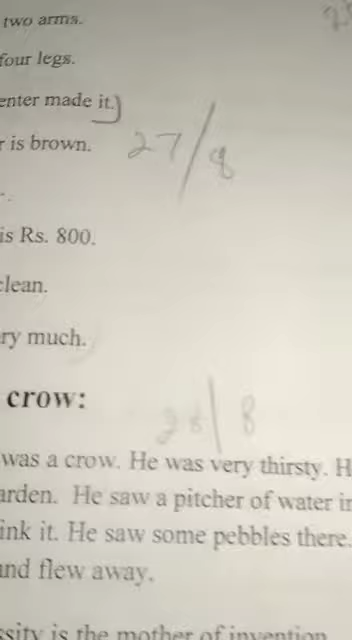 two arms.
four legs.
enter made it.)
r is brown. 27/8
is Rs. 800.
clean.
ery much.
crow:
28/8
was a crow. He was very thirsty. H
arden. He saw a pitcher of water in
ink it. He saw some pebbles there.
and flew away.
ssity is the mother of invention